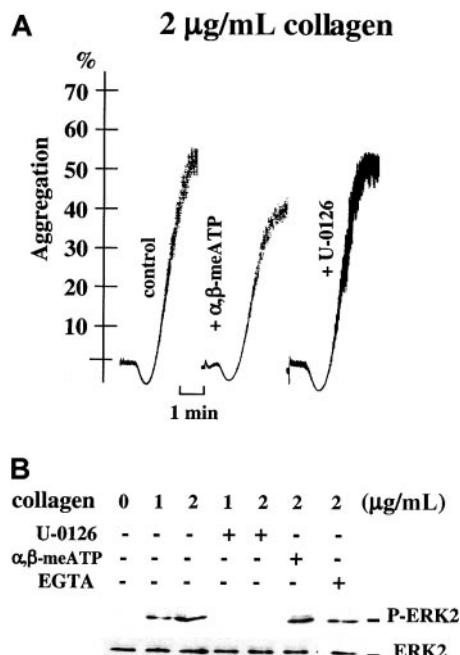 A
2 µg/mL collagen
%
70
60
50
40
30
20
10
Aggregation
control
+ α,β-meATP
+ U-0126
1 min
B
collagen 0 1 2 1 2 2 2 (µg/mL)
U-0126 - - - + + - -
α,β-meATP - - - - - + -
EGTA - - - - - - +
P-ERK2
ERK2